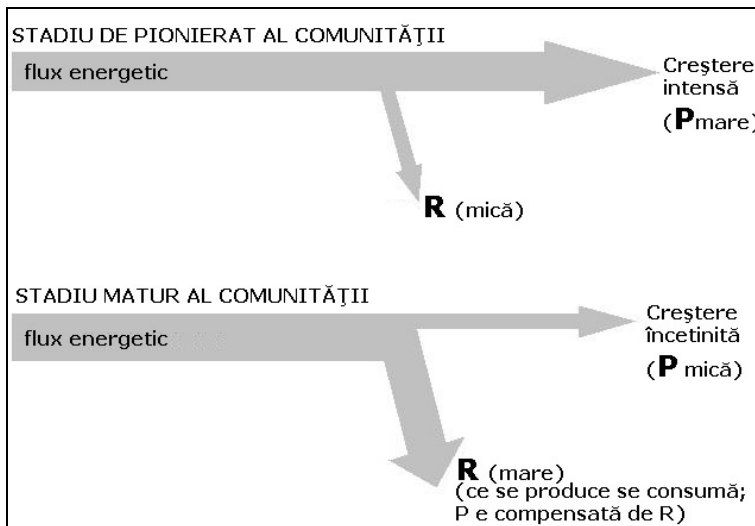 STADIU DE PIONIERAT AL COMUNITĂŢII
flux energetic
Creştere
intensă
(Pmare)
R (mică)
STADIU MATUR AL COMUNITĂŢII
flux energetic
Creştere
încetinită
(P mică)
R (mare)
(ce se produce se consumă;
P e compensată de R)